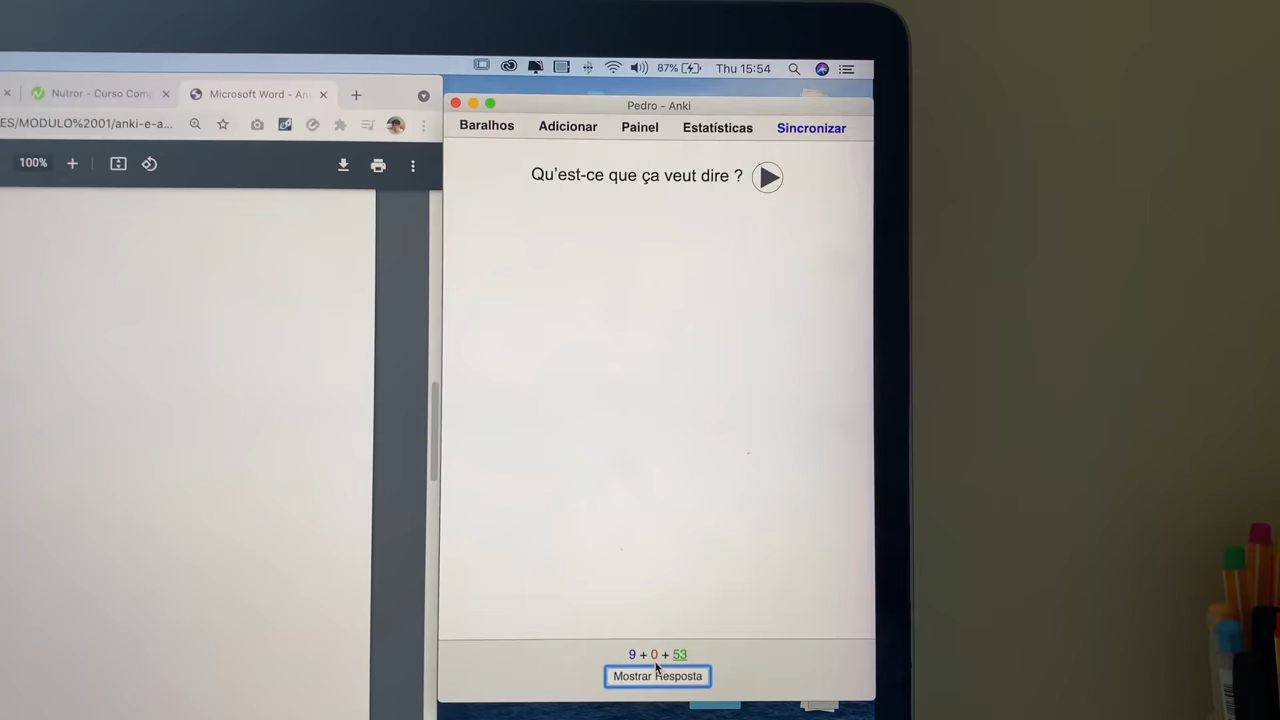 87%
Thu 15:54
Nutror - Curso Com
Microsoft Word - An
ES/MODULO%2001/anki-e-a...
100%
Pedro - Anki
Baralhos
Adicionar
Painel
Estatísticas
Sincronizar
Qu'est-ce que ça veut dire ?
9 + 0 + 53
Mostrar Resposta